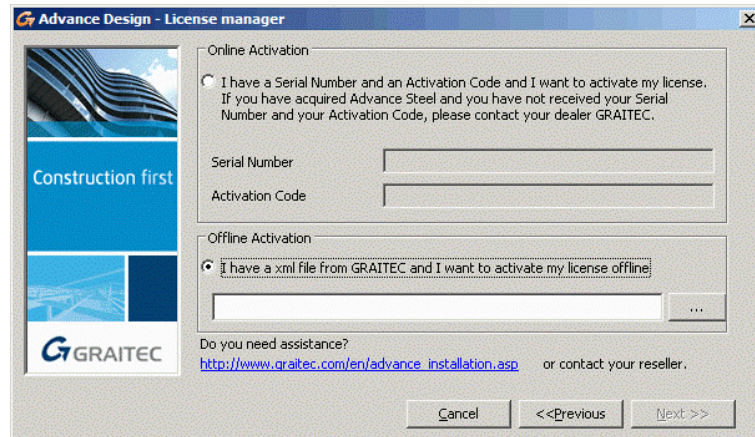 Advance Design - License manager
Online Activation
I have a Serial Number and an Activation Code and I want to activate my license.
If you have acquired Advance Steel and you have not received your Serial
Number and your Activation Code, please contact your dealer GRAITEC.
Serial Number
Activation Code
Construction first
Offline Activation
I have a xml file from GRAITEC and I want to activate my license offline
...
GRAITEC
Do you need assistance?
http://www.graitec.com/en/advance_installation.asp or contact your reseller.
Cancel <<Previous Next >>